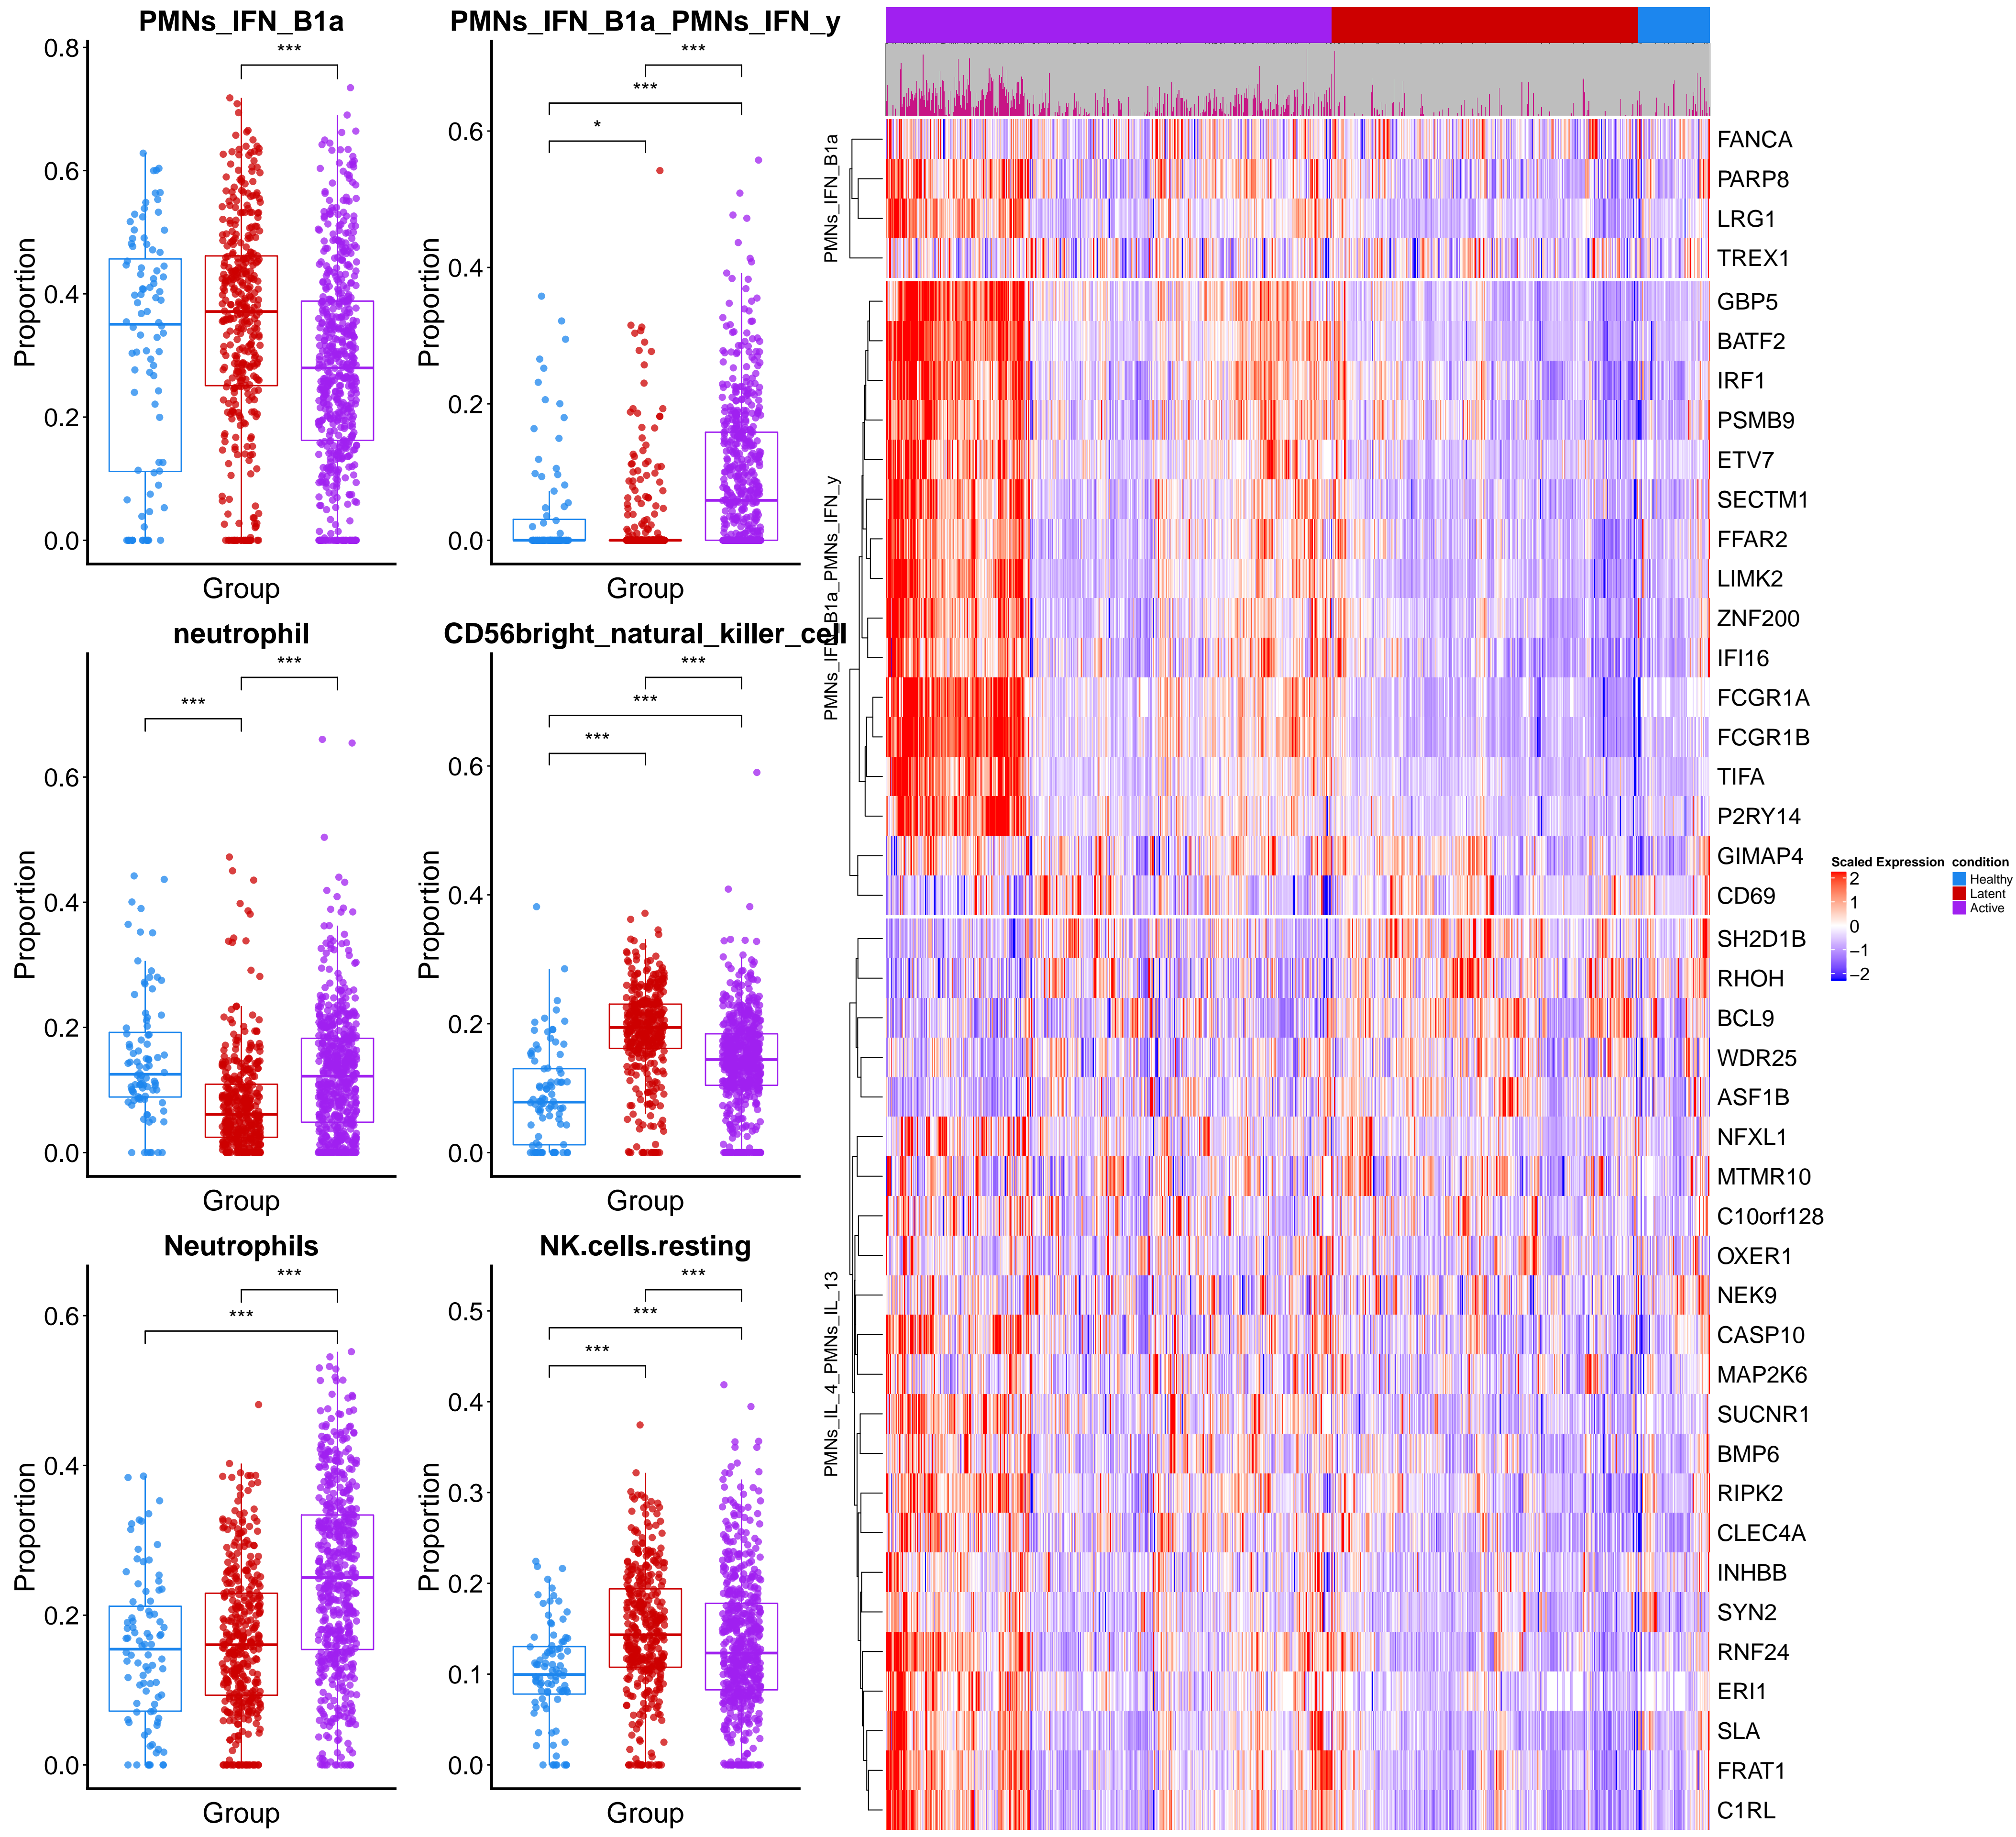 PMNs_IFN_B1a
***
Proportion
0.8
0.6
0.4
0.2
0.0
Group
PMNs_IFN_B1a_PMNs_IFN_y
***
***
*
Proportion
0.6
0.4
0.2
0.0
Group
neutrophil
***
***
Proportion
0.6
0.4
0.2
0.0
Group
CD56bright_natural_killer_cell
***
***
***
Proportion
0.6
0.4
0.2
0.0
Group
Neutrophils
***
***
Proportion
0.6
0.4
0.2
0.0
Group
NK.cells.resting
***
***
***
Proportion
0.5
0.4
0.3
0.2
0.1
0.0
Group
PMNs_IFN_B1a
PMNs_IFN_B1a_PMNs_IFN_y
PMNs_IL_4_PMNs_IL_13
FANCA
PARP8
LRG1
TREX1
GBP5
BATF2
IRF1
PSMB9
ETV7
SECTM1
FFAR2
LIMK2
ZNF200
IFI16
FCGR1A
FCGR1B
TIFA
P2RY14
GIMAP4
CD69
SH2D1B
RHOH
BCL9
WDR25
ASF1B
NFXL1
MTMR10
C10orf128
OXER1
NEK9
CASP10
MAP2K6
SUCNR1
BMP6
RIPK2
CLEC4A
INHBB
SYN2
RNF24
ERI1
SLA
FRAT1
C1RL
Scaled Expression
2
1
0
−1
−2
condition
Healthy
Latent
Active